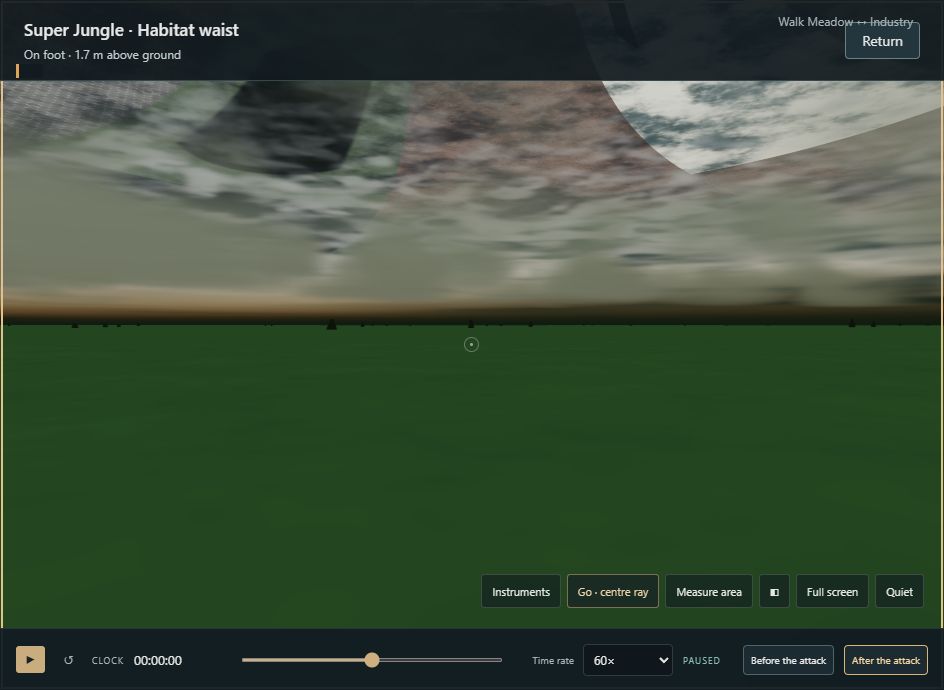 Super Jungle · Habitat waist
Walk Meadow ↔ Industry
On foot · 1.7 m above ground
Return
Instruments
Go · centre ray
Measure area
Full screen
Quiet
CLOCK 00:00:00
Time rate 60×
PAUSED
Before the attack
After the attack